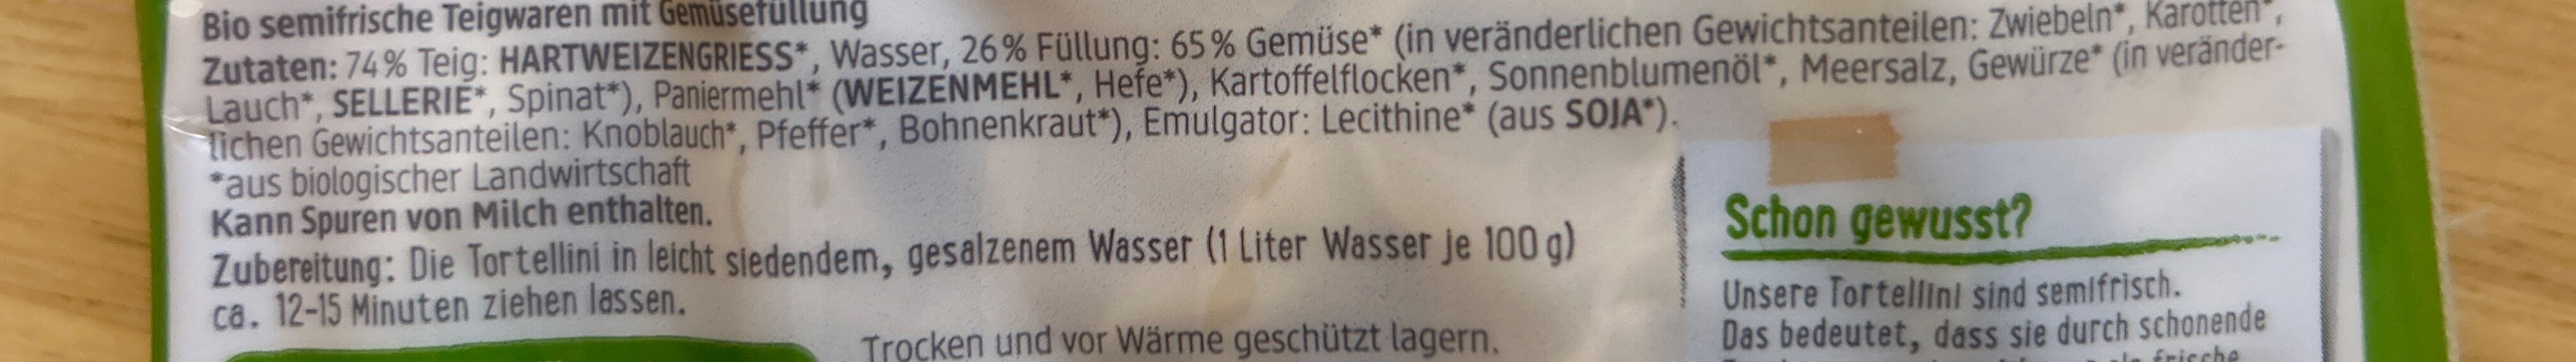 Bio semifrische Teigwaren mit Gemüsefüllung
Zutaten: 74 % Teig: HARTWEIZENGRIESS*, Wasser, 26 % Füllung: 65 % Gemüse* (in veränderlichen Gewichtsanteilen: Zwiebeln*, Karotten*,
Lauch*, SELLERIE*, Spinat*), Paniermehl* (WEIZENMEHL*, Hefe*), Kartoffelflocken*, Sonnenblumenöl*, Meersalz, Gewürze* (in veränder-
lichen Gewichtsanteilen: Knoblauch*, Pfeffer*, Bohnenkraut*), Emulgator: Lecithine* (aus SOJA*).
*aus biologischer Landwirtschaft
Kann Spuren von Milch enthalten.
Zubereitung: Die Tortellini in leicht siedendem, gesalzenem Wasser (1 Liter Wasser je 100 g)
ca. 12-15 Minuten ziehen lassen.
Trocken und vor Wärme geschützt lagern.
Schon gewusst?
Unsere Tortellini sind semifrisch.
Das bedeutet, dass sie durch schonende
frische